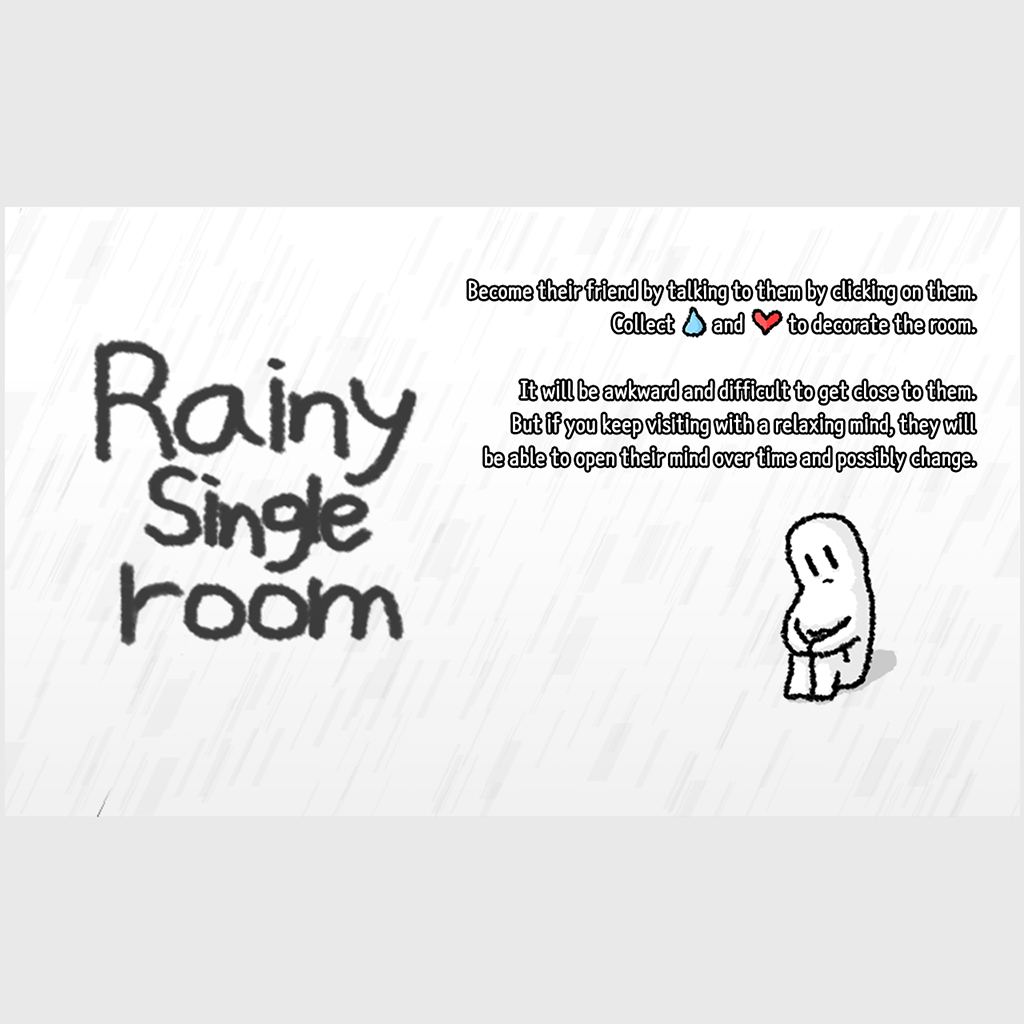 Rainy
Single
room
Become their friend by talking to them by clicking on them.
Collect 💧 and ❤️ to decorate the room.
It will be awkward and difficult to get close to them.
But if you keep visiting with a relaxing mind, they will
be able to open their mind over time and possibly change.